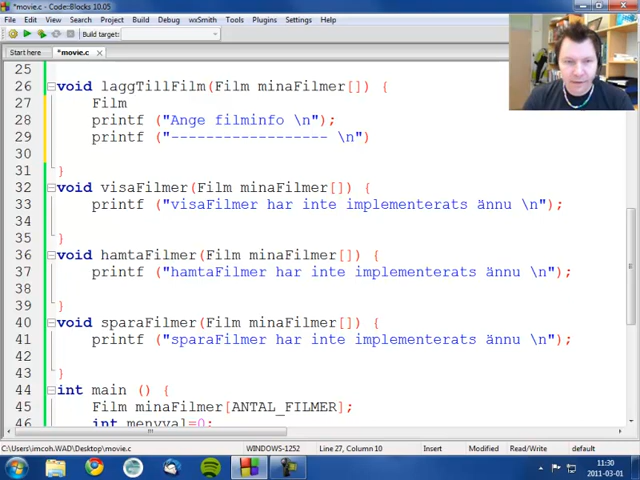 *movie.c - Code::Blocks 10.05
File Edit View Search Project Build Debug wxSmith Tools Plugins Settings Help
Build target:
Start here *movie.c
25
26 void laggTillFilm(Film minaFilmer[]) {
27 Film
28 printf ("Ange filminfo \n");
29 printf ("------------------ \n")
30
31 }
32 void visaFilmer(Film minaFilmer[]) {
33 printf ("visaFilmer har inte implementerats ännu \n");
34
35 }
36 void hamtaFilmer(Film minaFilmer[]) {
37 printf ("hamtaFilmer har inte implementerats ännu \n");
38
39 }
40 void sparaFilmer(Film minaFilmer[]) {
41 printf ("sparaFilmer har inte implementerats ännu \n");
42
43 }
44 int main () {
45 Film minaFilmer[ANTAL_FILMER];
46 int menyval=0;
C:\Users\imcoh.WAD\Desktop\movie.c WINDOWS-1252 Line 27, Column 10 Insert Modified Read/Write default
11:30
2011-03-01